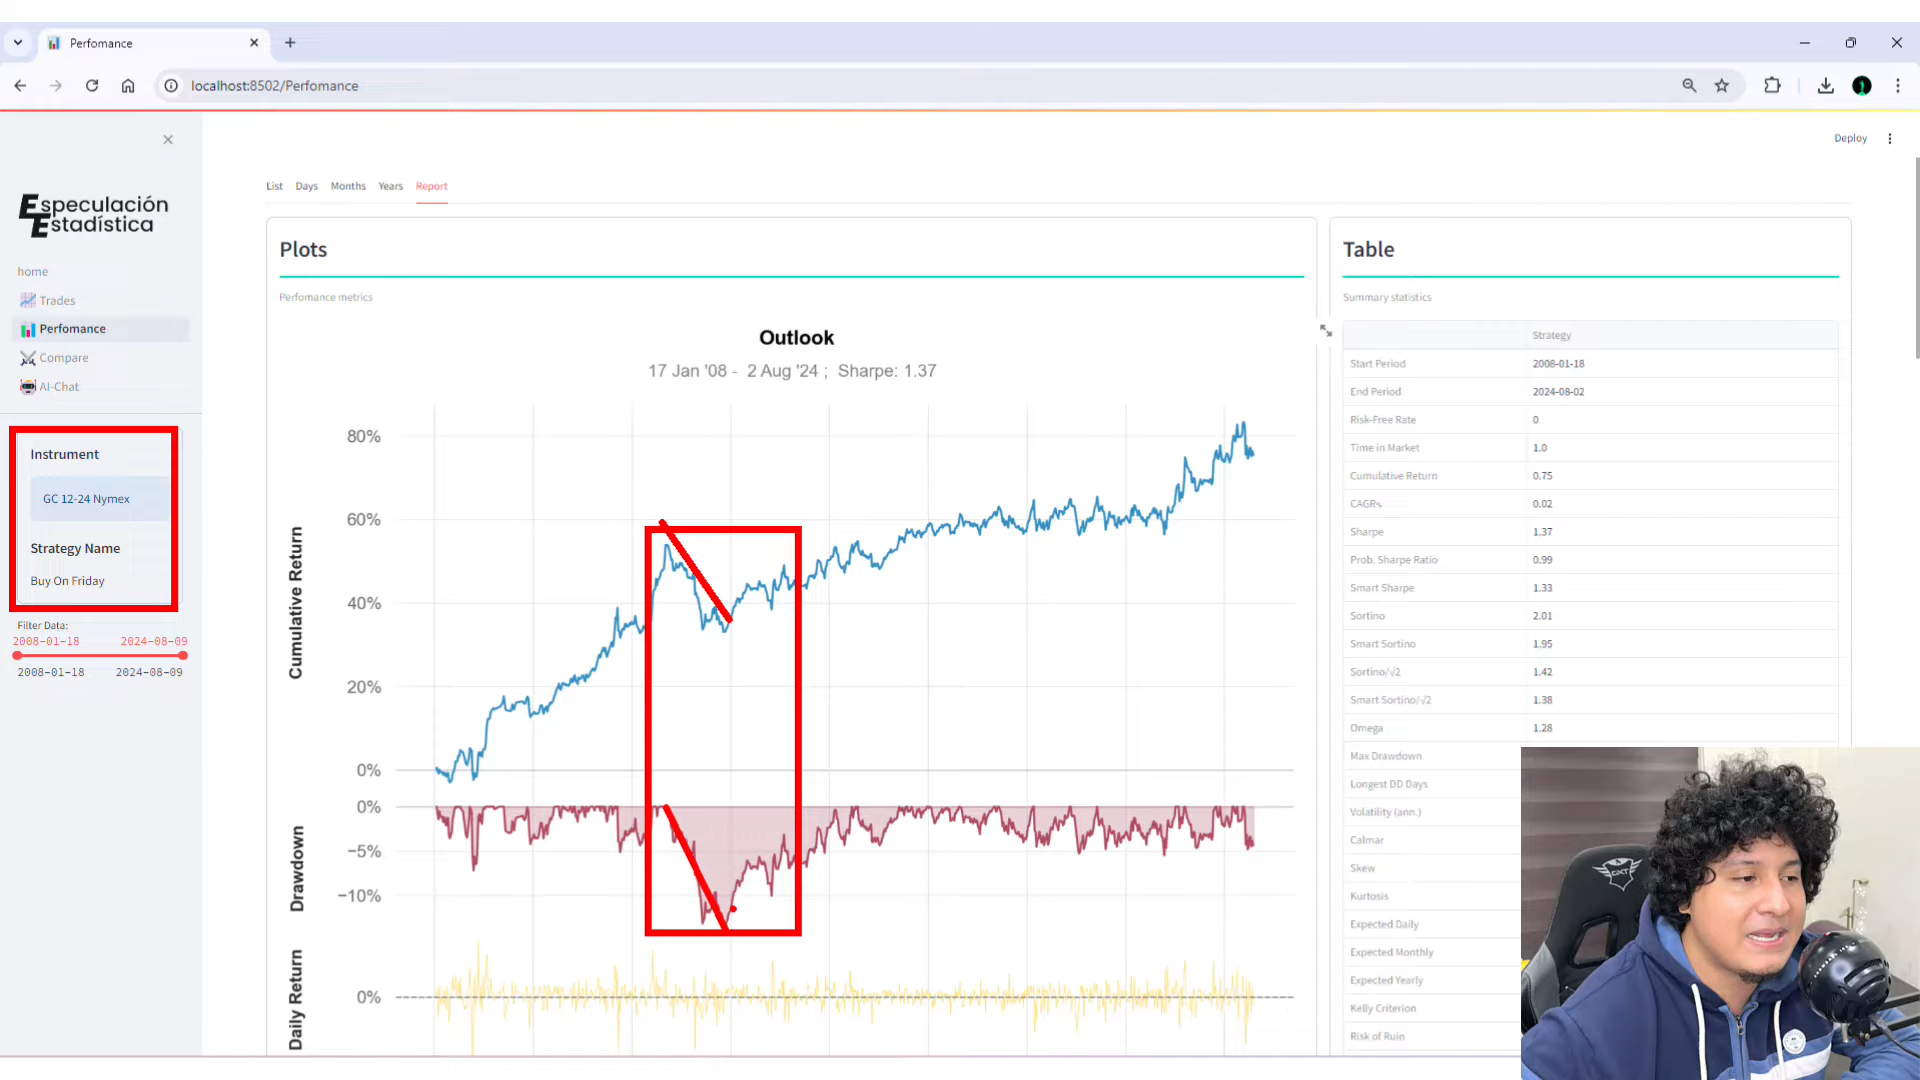 Perfomance
localhost:8502/Perfomance
Deploy
Especulación
Estadística
home
Trades
Perfomance
Compare
AI-Chat
Instrument
GC 12-24 Nymex
Strategy Name
Buy On Friday
Filter Data:
2008-01-18 2024-08-09
2008-01-18 2024-08-09
List Days Months Years Report
Plots
Perfomance metrics
Outlook
17 Jan '08 - 2 Aug '24 ; Sharpe: 1.37
Cumulative Return
80%
60%
40%
20%
0%
Drawdown
0%
−5%
−10%
Daily Return
0%
Table
Summary statistics
Strategy
Start Period 2008-01-18
End Period 2024-08-02
Risk-Free Rate 0
Time in Market 1.0
Cumulative Return 0.75
CAGR﹪ 0.02
Sharpe 1.37
Prob. Sharpe Ratio 0.99
Smart Sharpe 1.33
Sortino 2.01
Smart Sortino 1.95
Sortino/√2 1.42
Smart Sortino/√2 1.38
Omega 1.28
Max Drawdown
Longest DD Days
Volatility (ann.)
Calmar
Skew
Kurtosis
Expected Daily
Expected Monthly
Expected Yearly
Kelly Criterion
Risk of Ruin